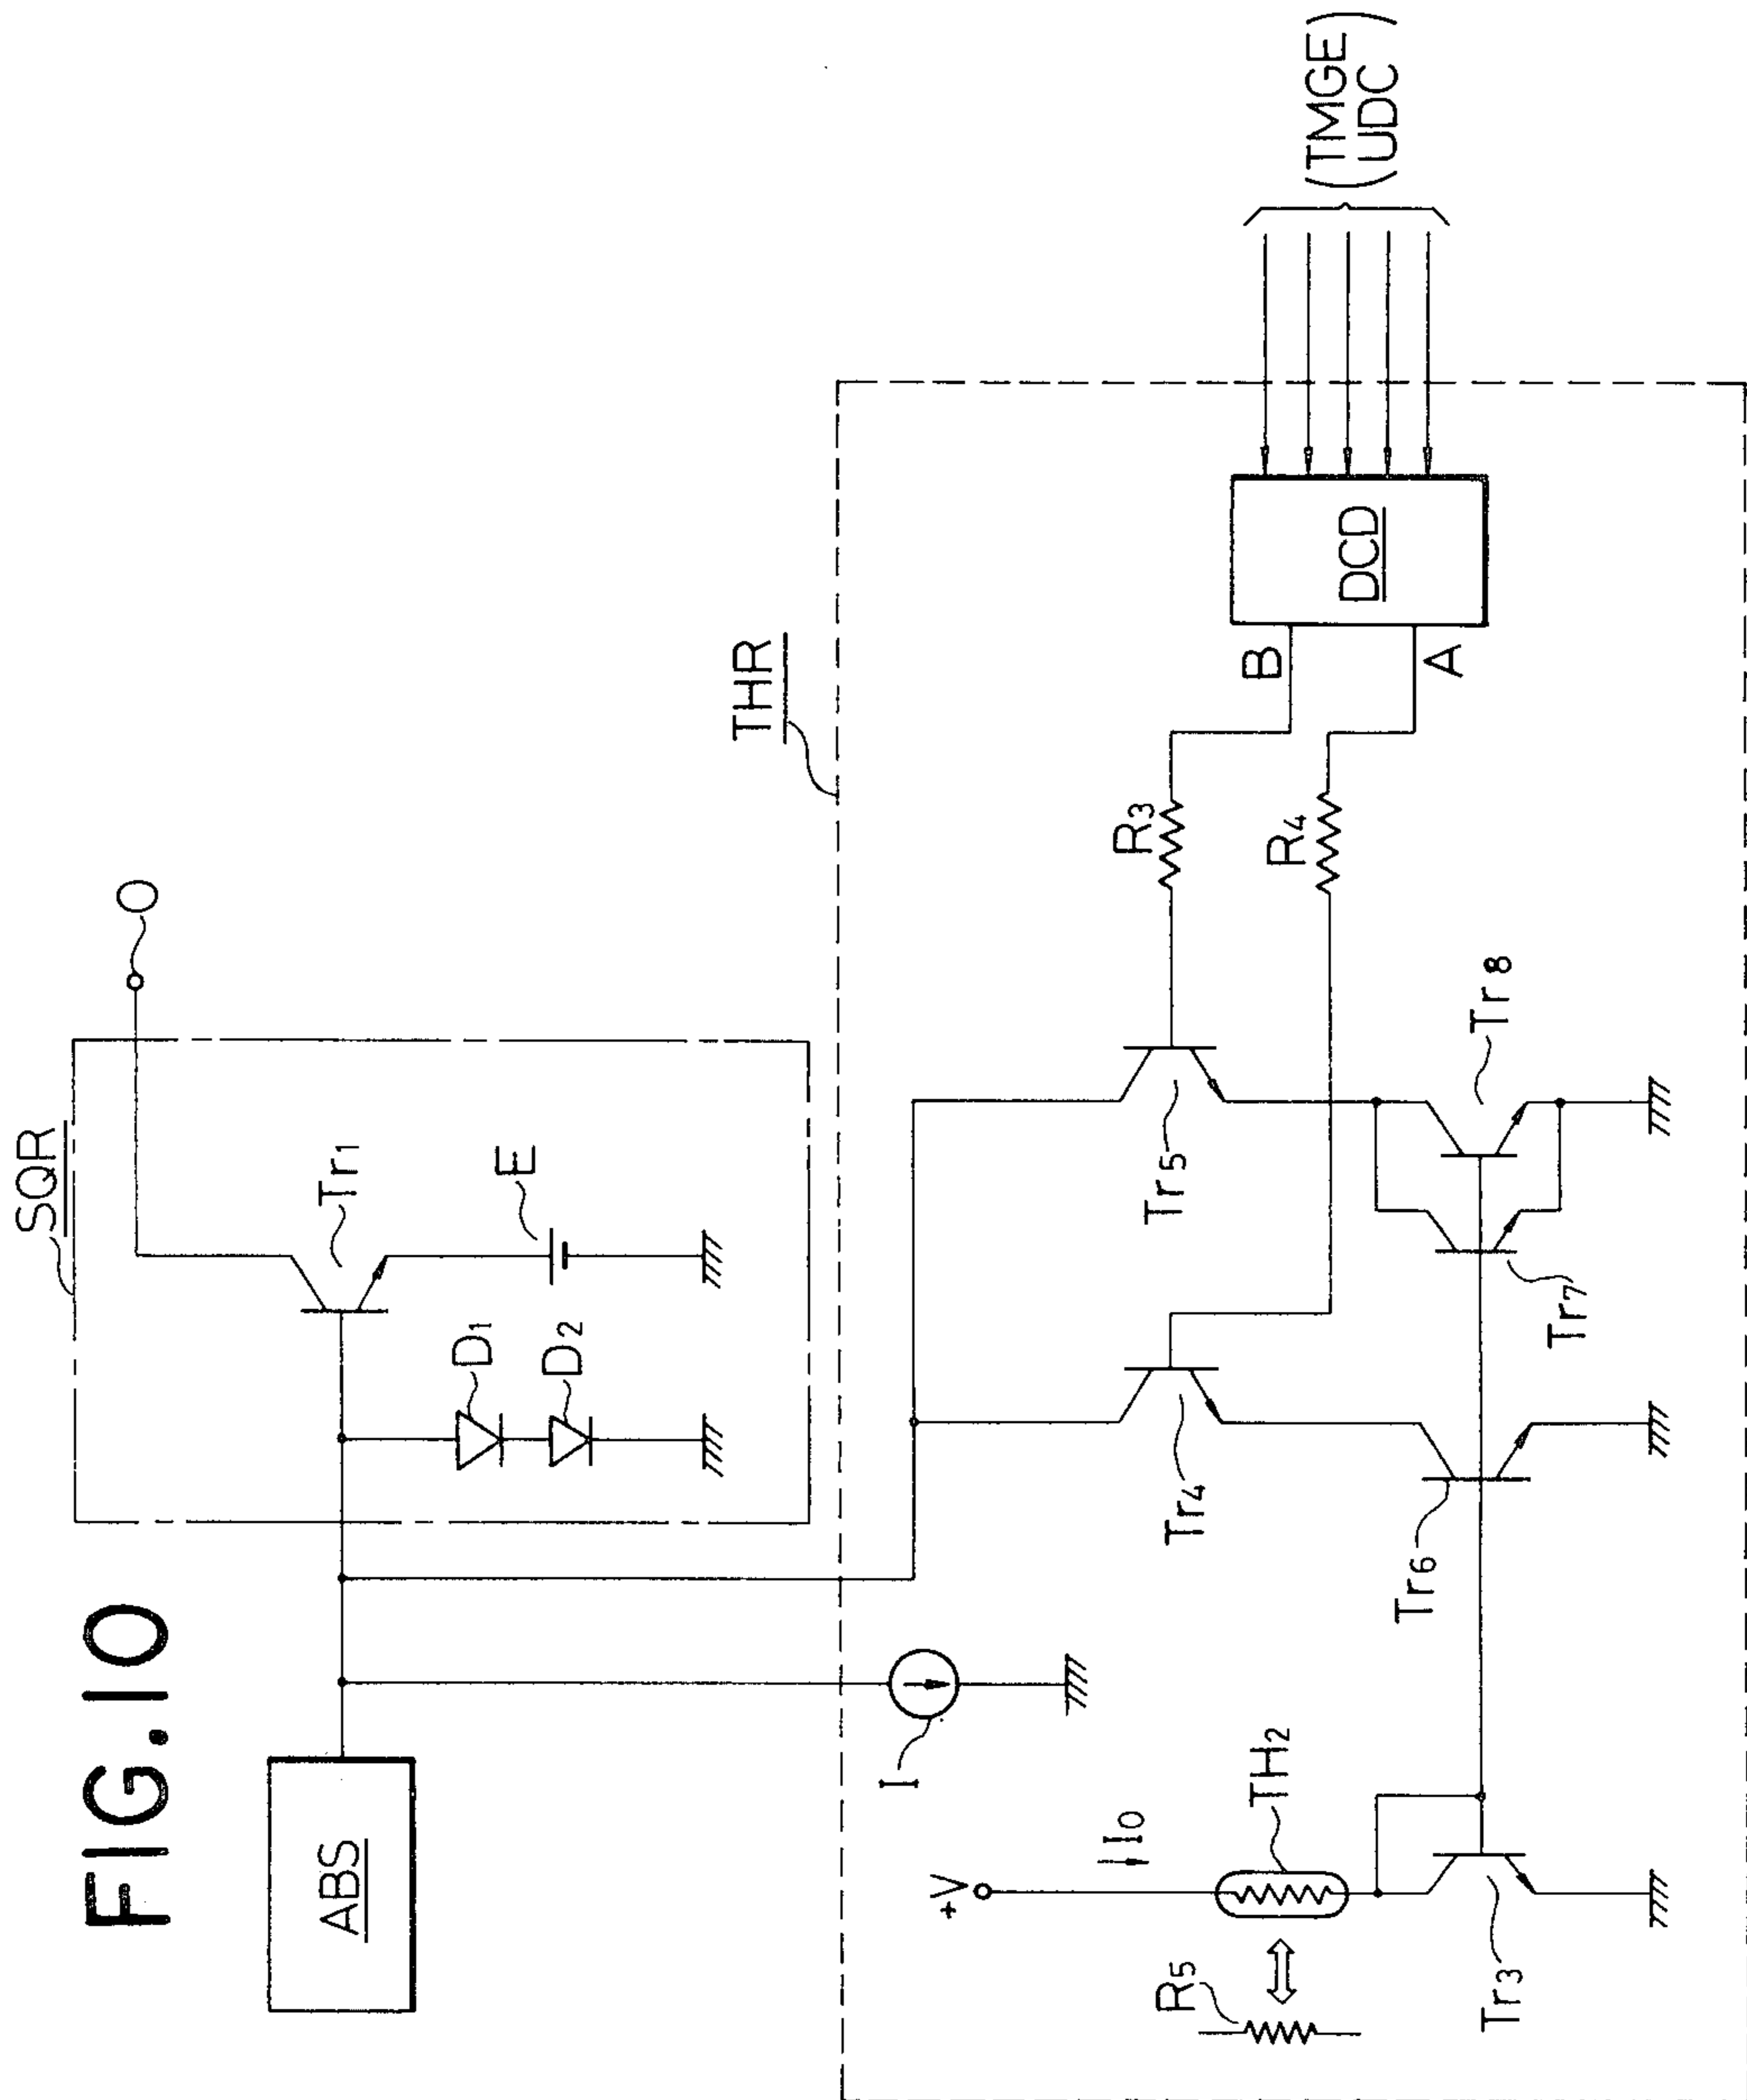 FIG.10
SQR
O
ABS
Tr1
E
D1
D2
THR
I
+V
I0
TH2
R5
Tr3
Tr4
Tr5
Tr6
Tr7
Tr8
R3
R4
B
A
DCD
(TMGE)
(UDC)